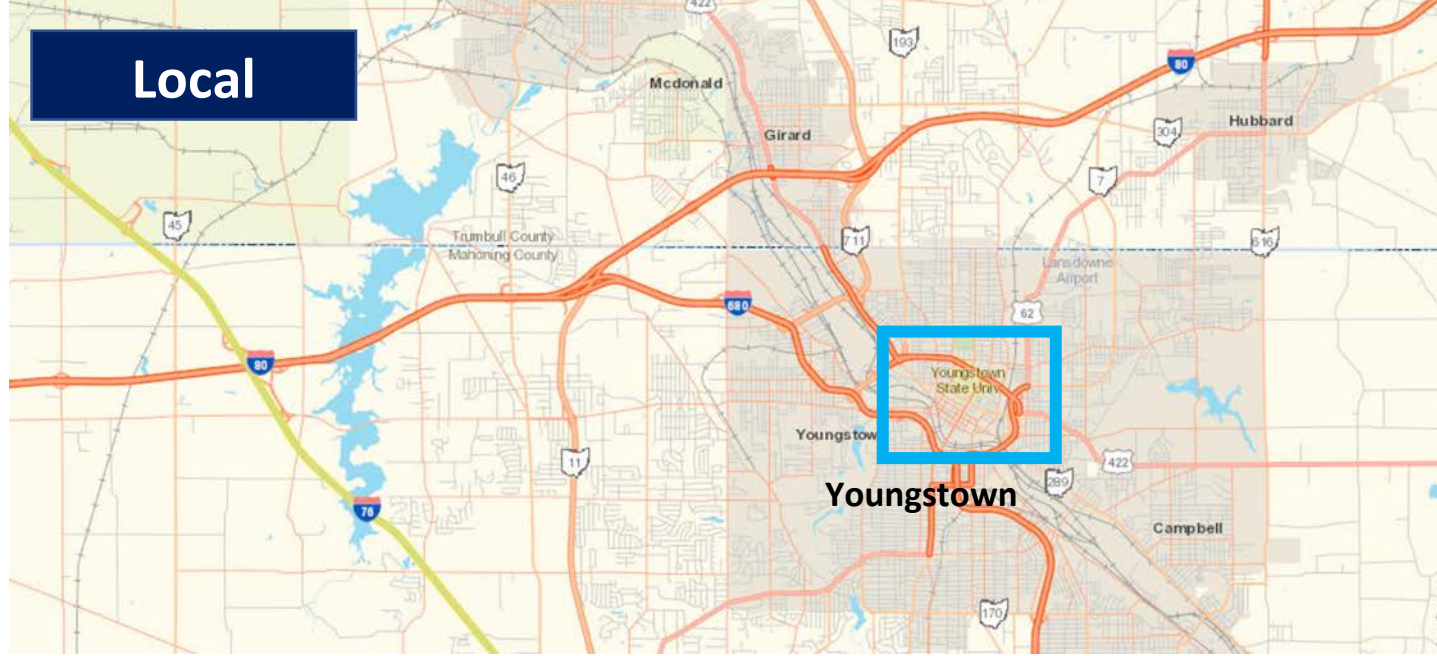 Local
422
193
80
Mcdonald
Girard
Hubbard
304
46
7
45
711
616
Trumbull County
Mahoning County
Lansdowne
Airport
680
62
80
Youngstown
State Univ
Youngstow
11
422
289
76
Youngstown
Campbell
170